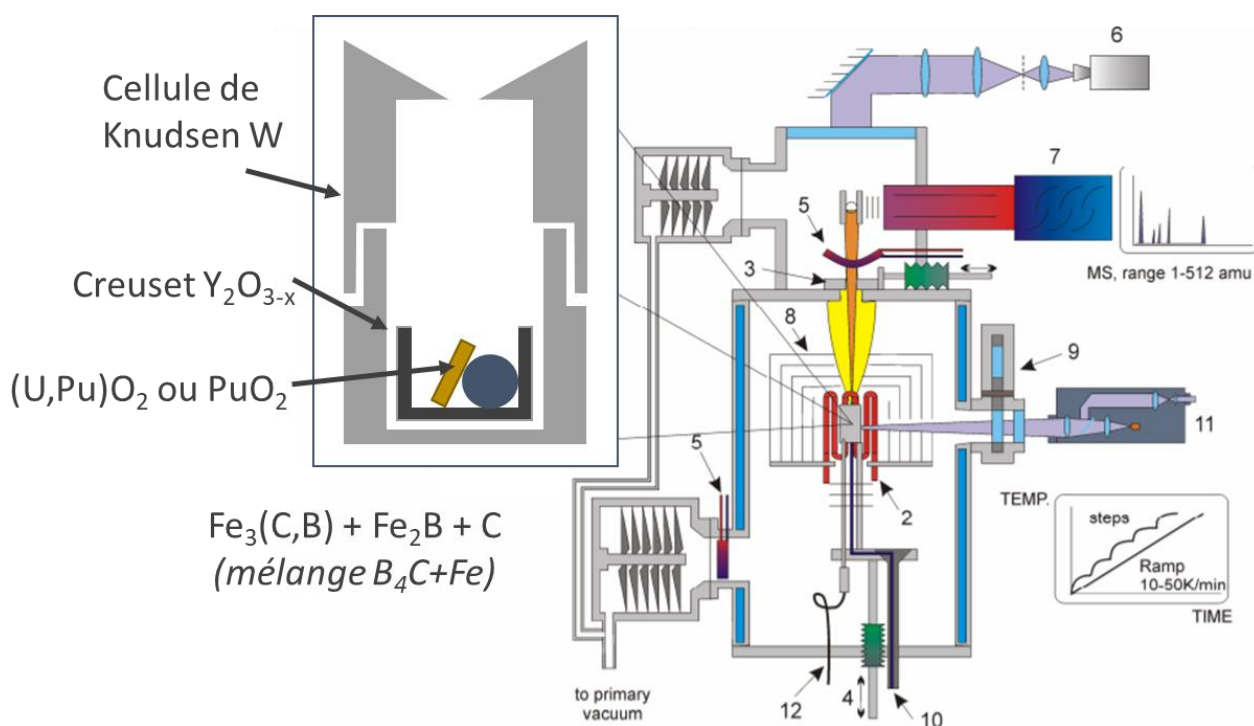 Cellule de
Knudsen W
Creuset Y₂O₃₋ₓ
(U,Pu)O₂ ou PuO₂
Fe₃(C,B) + Fe₂B + C
(mélange B₄C+Fe)
6
7
5
3
MS, range 1-512 amu
8
9
11
5
2
TEMP.
steps
Ramp
10-50K/min
TIME
to primary
vacuum
12
4
10